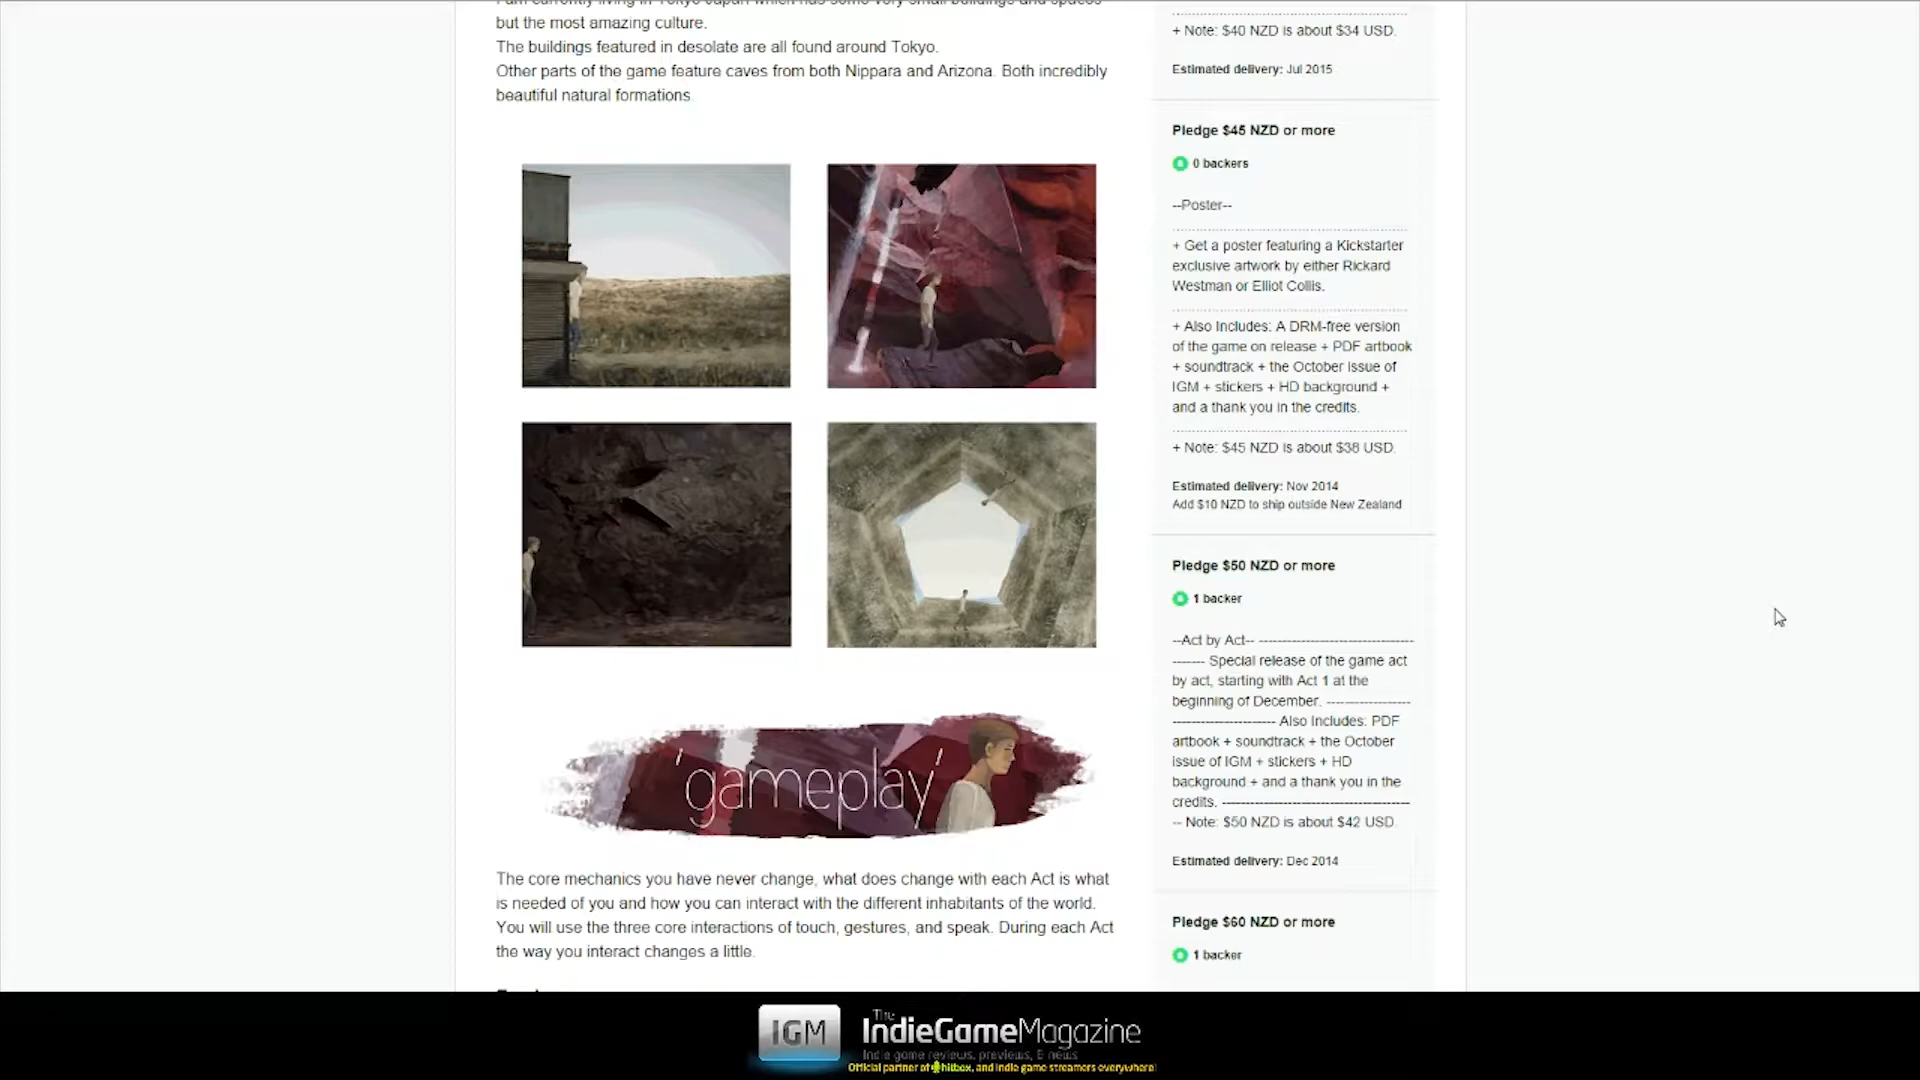 I am currently living in Tokyo Japan which has some very small buildings and spaces
but the most amazing culture.
The buildings featured in desolate are all found around Tokyo.
Other parts of the game feature caves from both Nippara and Arizona. Both incredibly
beautiful natural formations.
'gameplay'
The core mechanics you have never change, what does change with each Act is what
is needed of you and how you can interact with the different inhabitants of the world.
You will use the three core interactions of touch, gestures, and speak. During each Act
the way you interact changes a little.
+ Note: $40 NZD is about $34 USD.
Estimated delivery: Jul 2015
Pledge $45 NZD or more
0 backers
--Poster--
+ Get a poster featuring a Kickstarter
exclusive artwork by either Rickard
Westman or Elliot Collis.
+ Also Includes: A DRM-free version
of the game on release + PDF artbook
+ soundtrack + the October issue of
IGM + stickers + HD background +
and a thank you in the credits.
+ Note: $45 NZD is about $38 USD.
Estimated delivery: Nov 2014
Add $10 NZD to ship outside New Zealand
Pledge $50 NZD or more
1 backer
--Act by Act-- ------------------------------------
------- Special release of the game act
by act, starting with Act 1 at the
beginning of December. -------------------
----------------------- Also Includes: PDF
artbook + soundtrack + the October
issue of IGM + stickers + HD
background + and a thank you in the
credits. ------------------------------------------
-- Note: $50 NZD is about $42 USD.
Estimated delivery: Dec 2014
Pledge $60 NZD or more
1 backer
IGM
The
IndieGameMagazine
Indie game reviews, previews, & news
Official partner of hitbox, and indie game streamers everywhere!